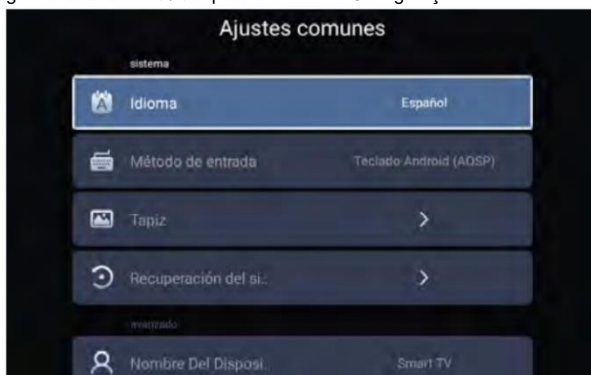 Ajustes comunes
sistema
Idioma Español
Método de entrada Teclado Android (AOSP)
Tapiz >
Recuperación del si.. >
avanzado
Nombre Del Disposi.. Smart TV